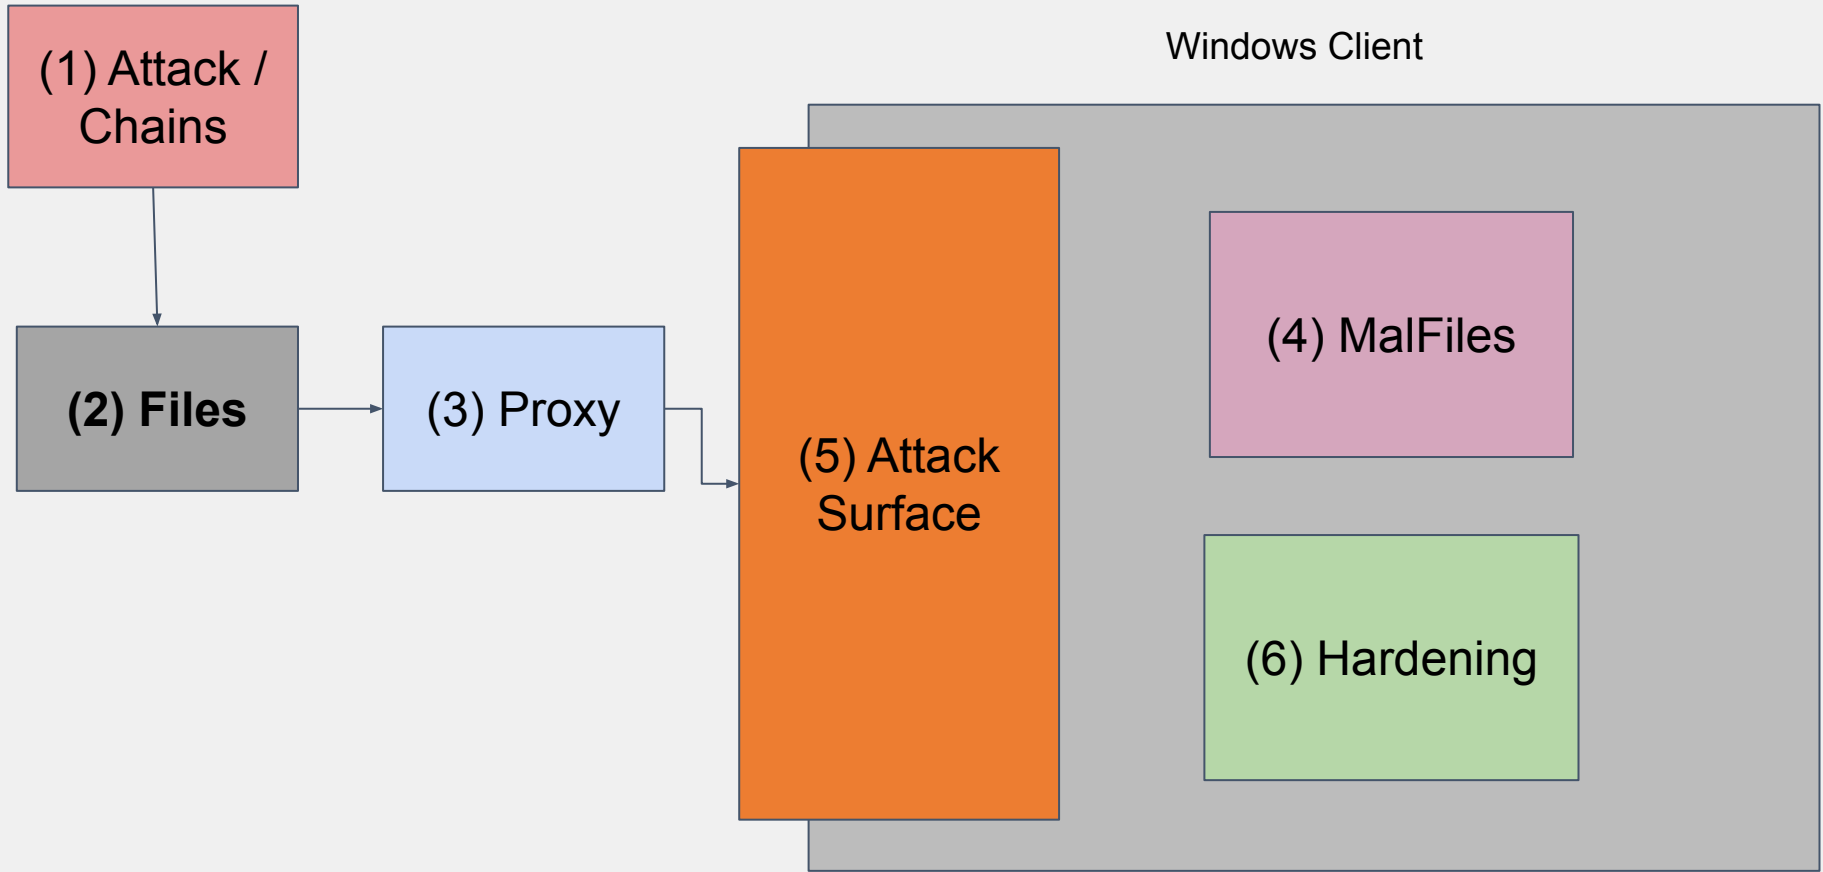 (1) Attack /
Chains
Windows Client
(2) Files
(3) Proxy
(4) MalFiles
(5) Attack
Surface
(6) Hardening